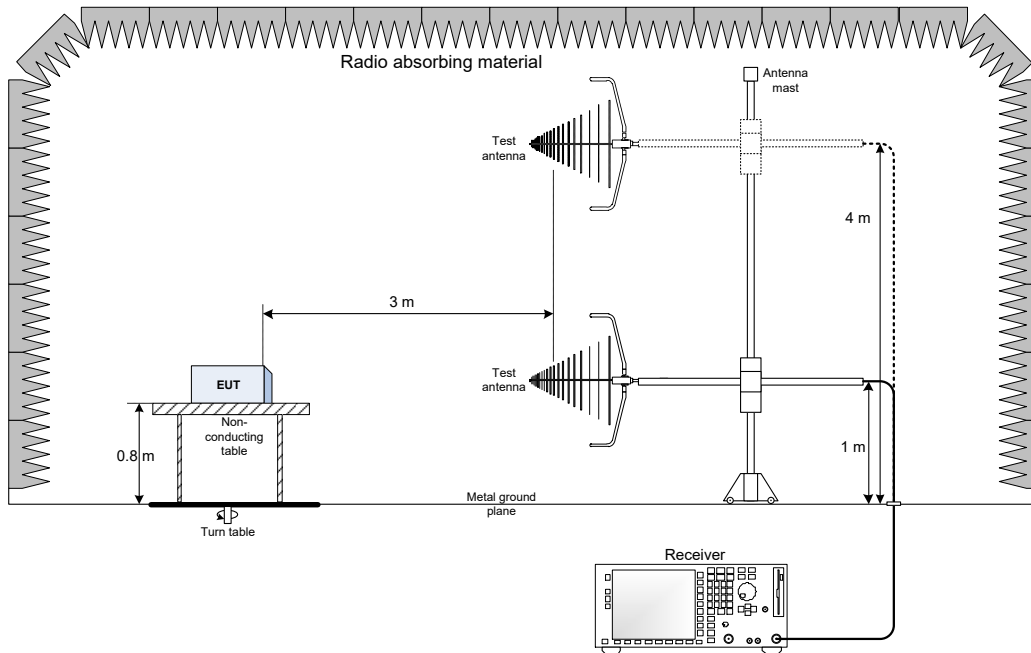 Radio absorbing material
Antenna
mast
Test
antenna
4 m
3 m
Test
antenna
EUT
Non-
conducting
table
0.8 m
1 m
Metal ground
plane
Turn table
Receiver